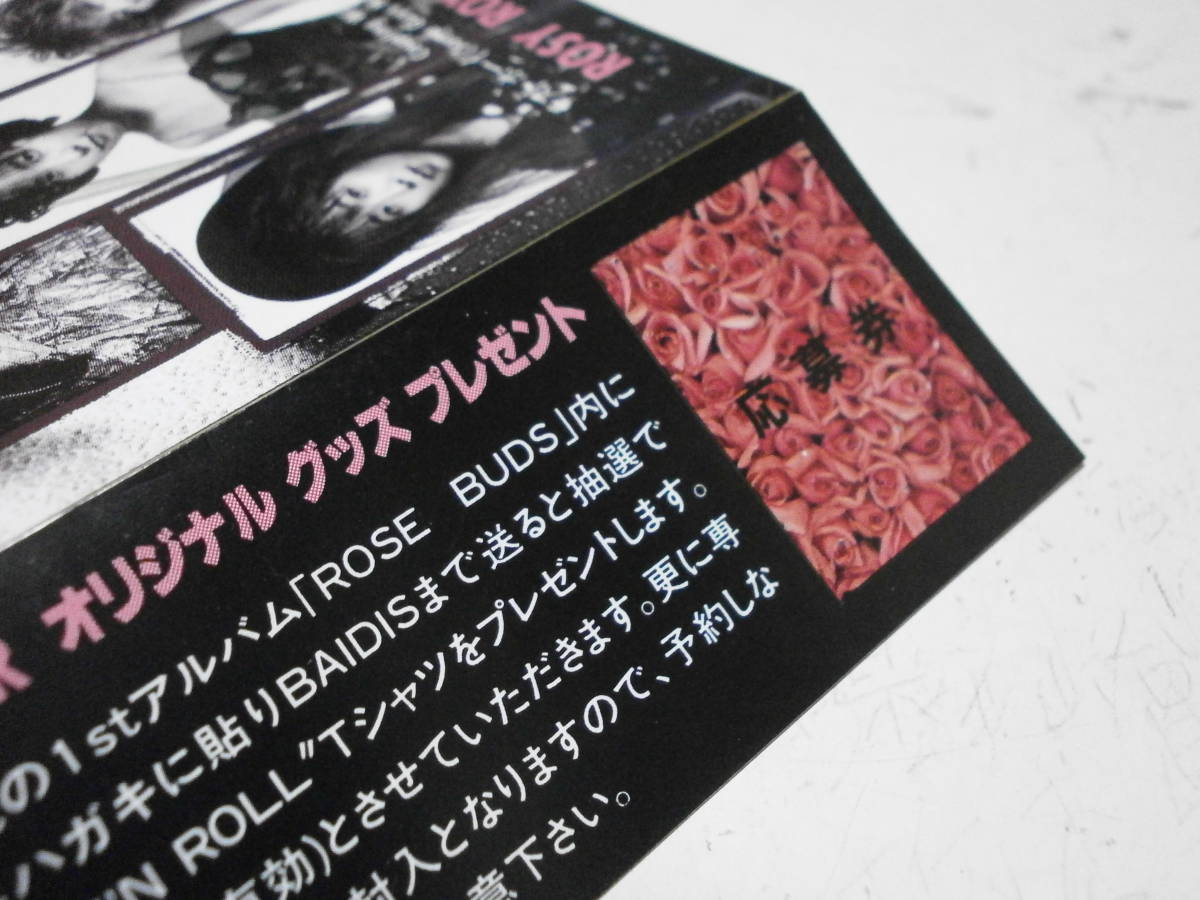 ROSY RO
オリジナル グッズ プレゼント
の1stアルバム「ROSE BUDS」内に
ハガキに貼りBAIDISまで送ると抽選で
'N ROLL"Tシャツをプレゼントします。
有効)とさせていただきます。更に専
封入となりますので、予約しな
意下さい。
応募券